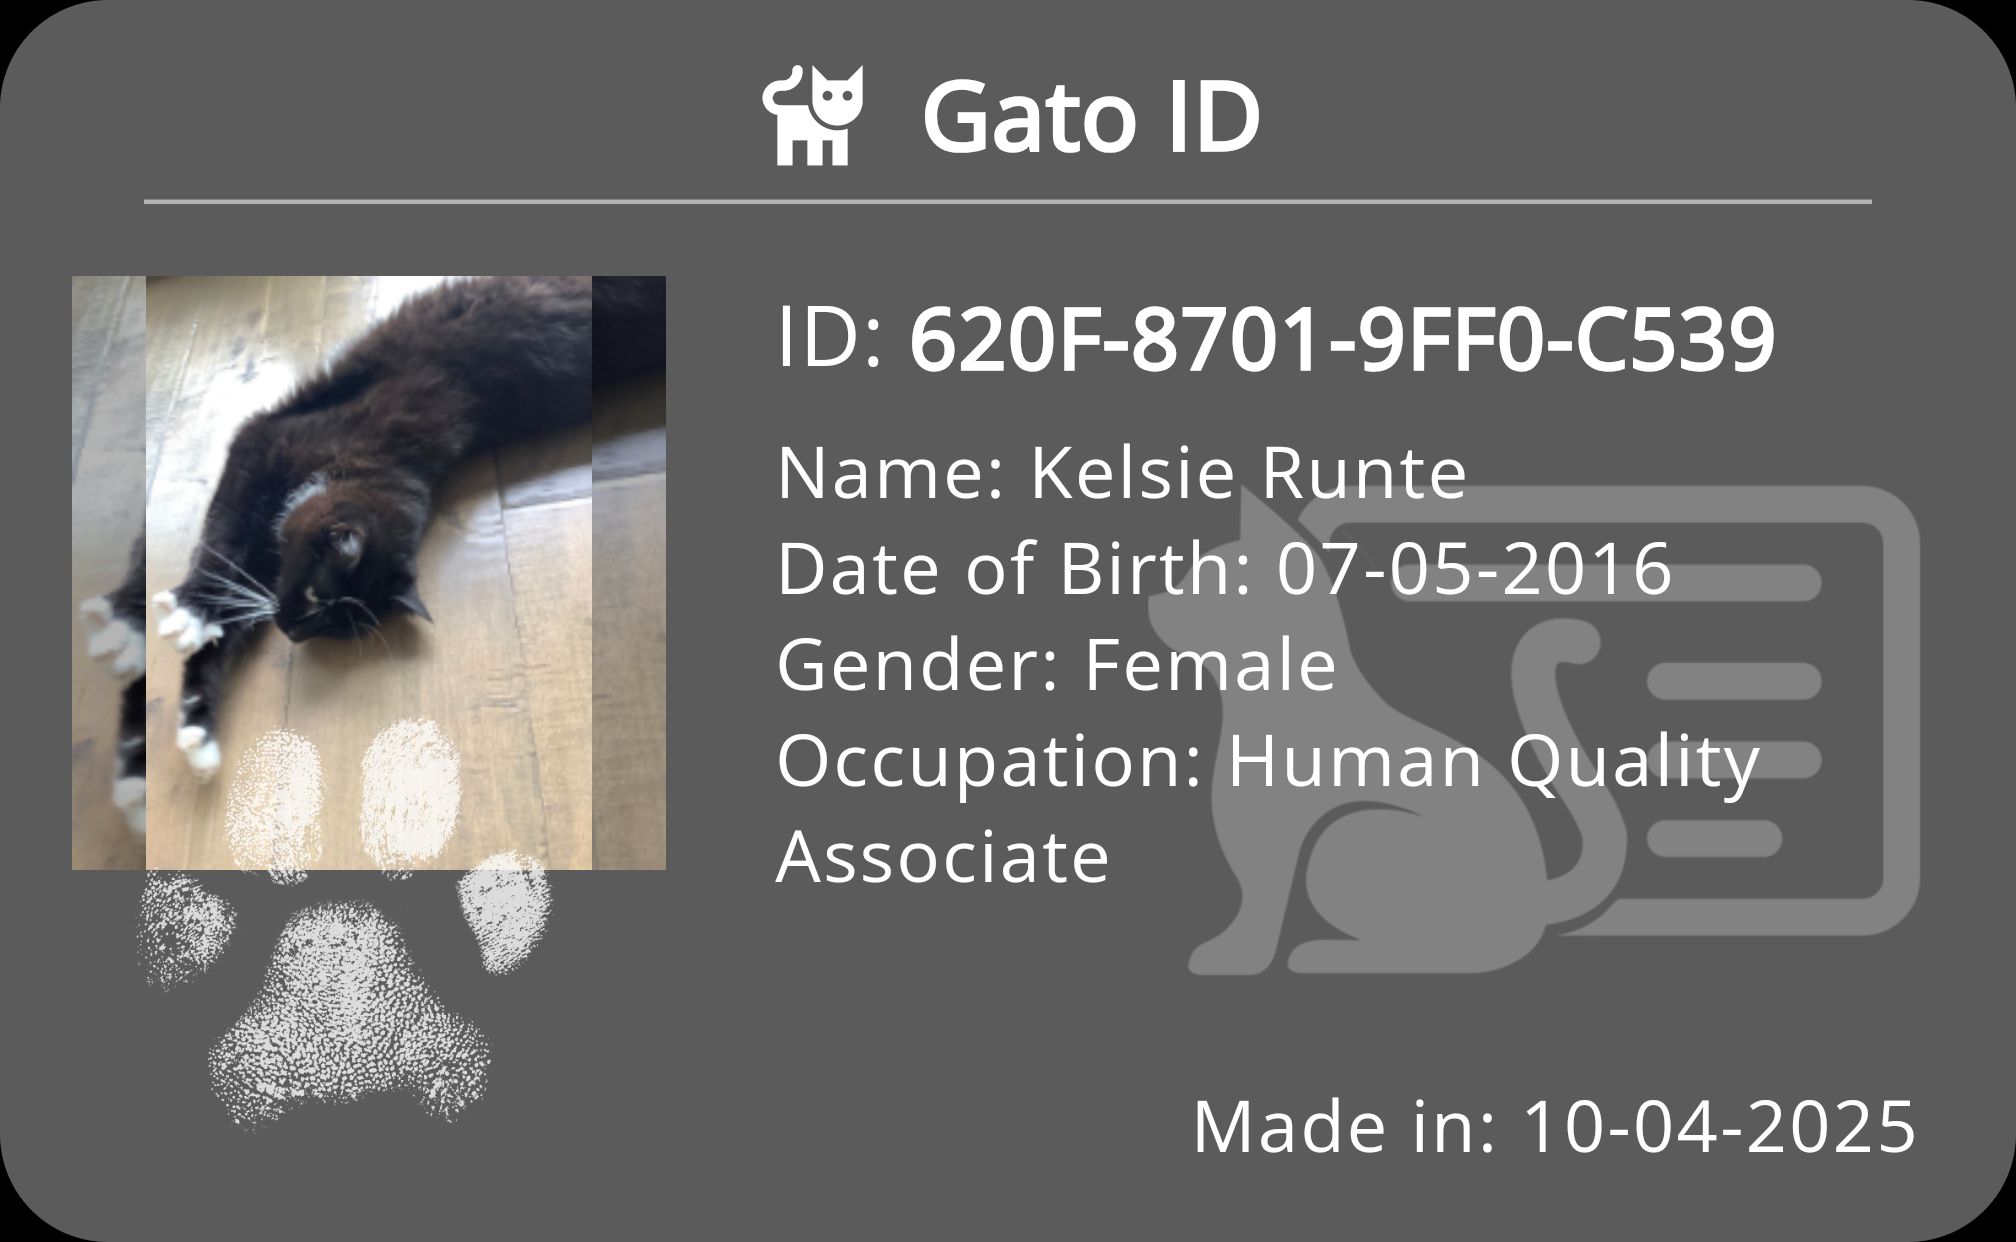 Gato ID
ID: 620F-8701-9FF0-C539
Name: Kelsie Runte
Date of Birth: 07-05-2016
Gender: Female
Occupation: Human Quality
Associate
Made in: 10-04-2025